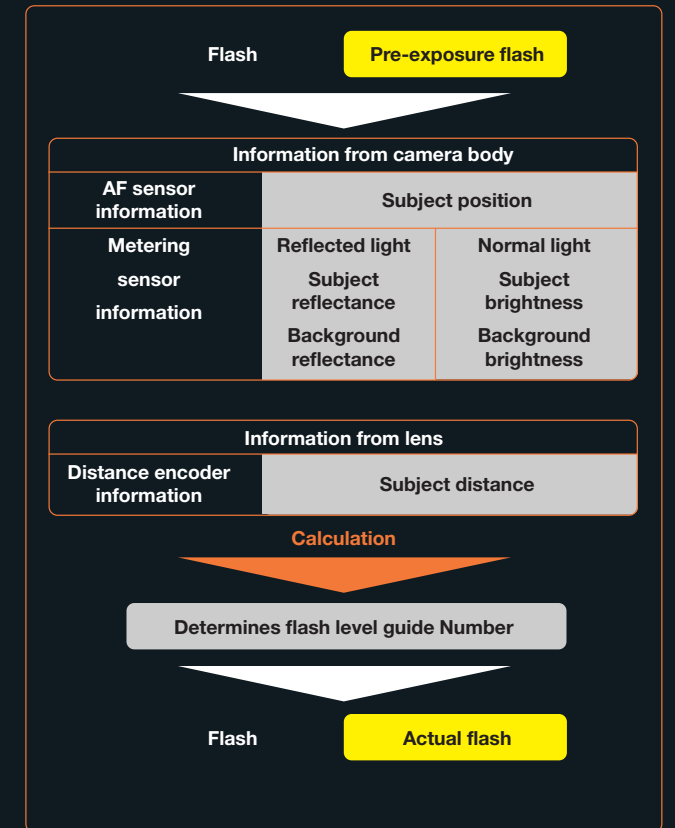 Flash
Pre-exposure flash
Information from camera body
AF sensor
information
Subject position
Metering
sensor
information
Reflected light
Subject
reflectance
Background
reflectance
Normal light
Subject
brightness
Background
brightness
Information from lens
Distance encoder
information
Subject distance
Calculation
Determines flash level guide Number
Flash
Actual flash